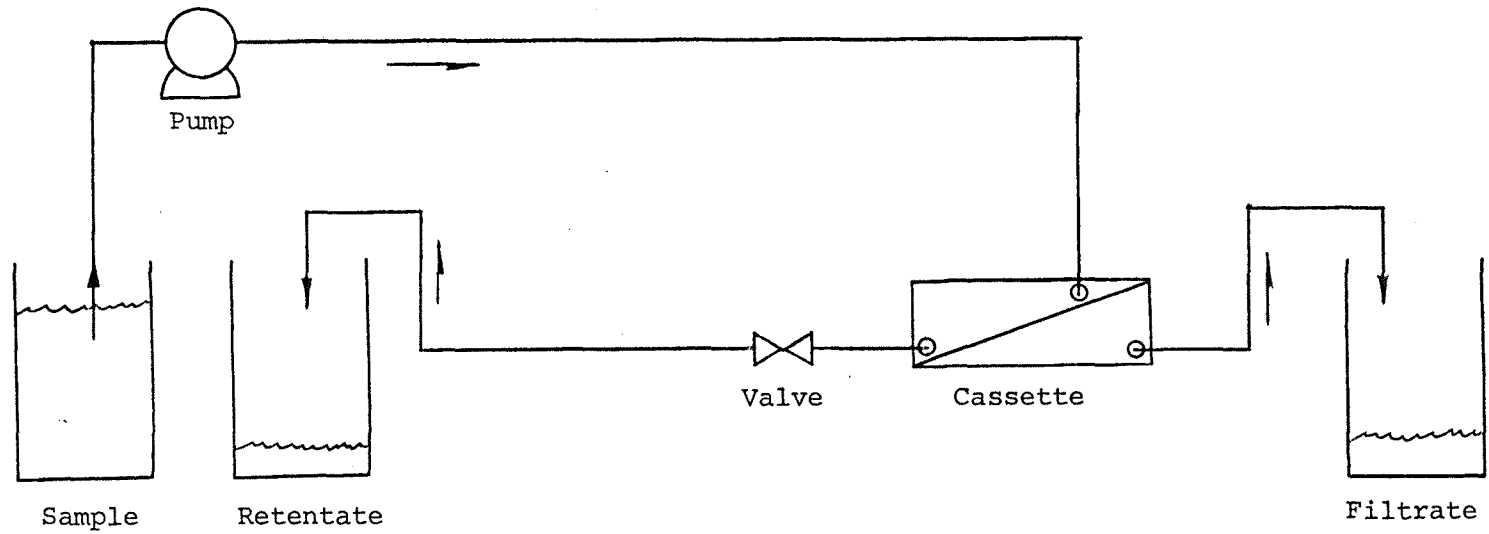 Pump
Valve
Cassette
Sample
Retentate
Filtrate